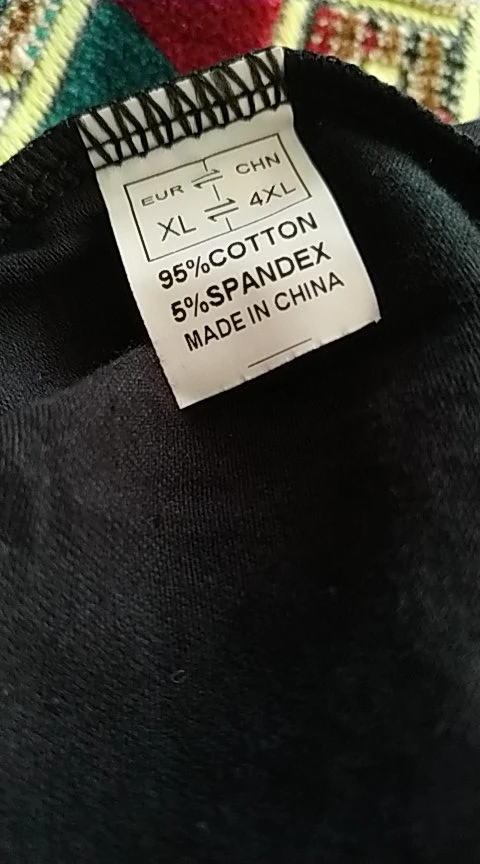 EUR ⇌ CHN
XL ⇌ 4XL
95%COTTON
5%SPANDEX
MADE IN CHINA